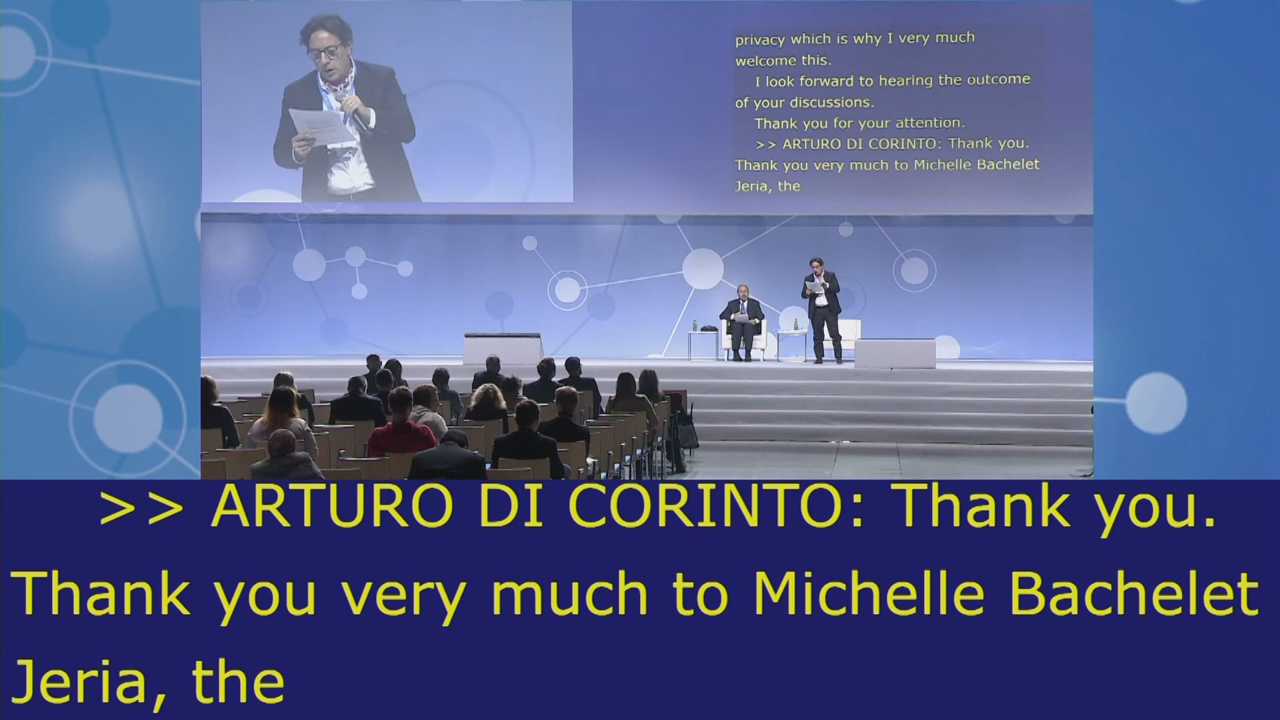 privacy which is why I very much
welcome this.
I look forward to hearing the outcome
of your discussions.
Thank you for your attention.
>> ARTURO DI CORINTO: Thank you.
Thank you very much to Michelle Bachelet
Jeria, the
>> ARTURO DI CORINTO: Thank you.
Thank you very much to Michelle Bachelet
Jeria, the